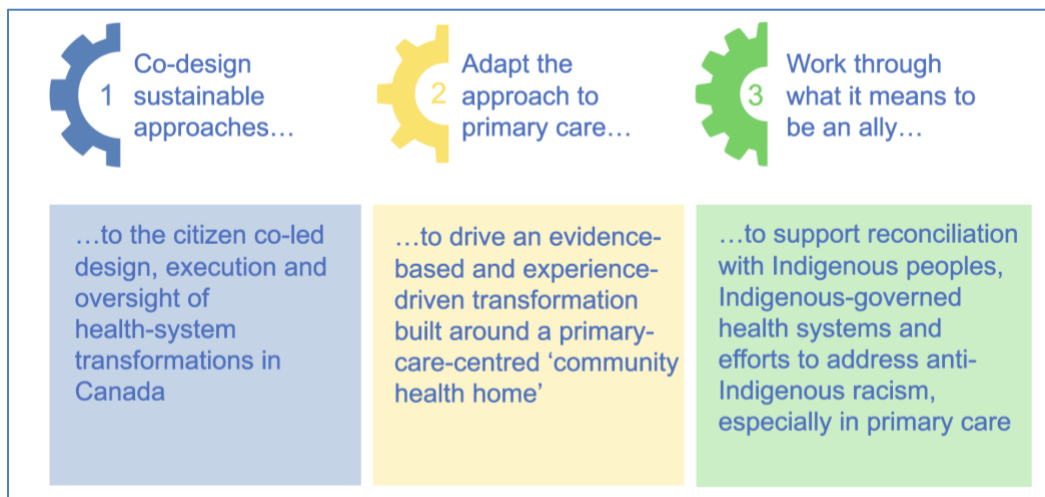 1
Co-design
sustainable
approaches…
…to the citizen co-led
design, execution and
oversight of
health-system
transformations in
Canada
2
Adapt the
approach to
primary care…
…to drive an evidence-
based and experience-
driven transformation
built around a primary-
care-centred ‘community
health home’
3
Work through
what it means to
be an ally…
…to support reconciliation
with Indigenous peoples,
Indigenous-governed
health systems and
efforts to address anti-
Indigenous racism,
especially in primary care